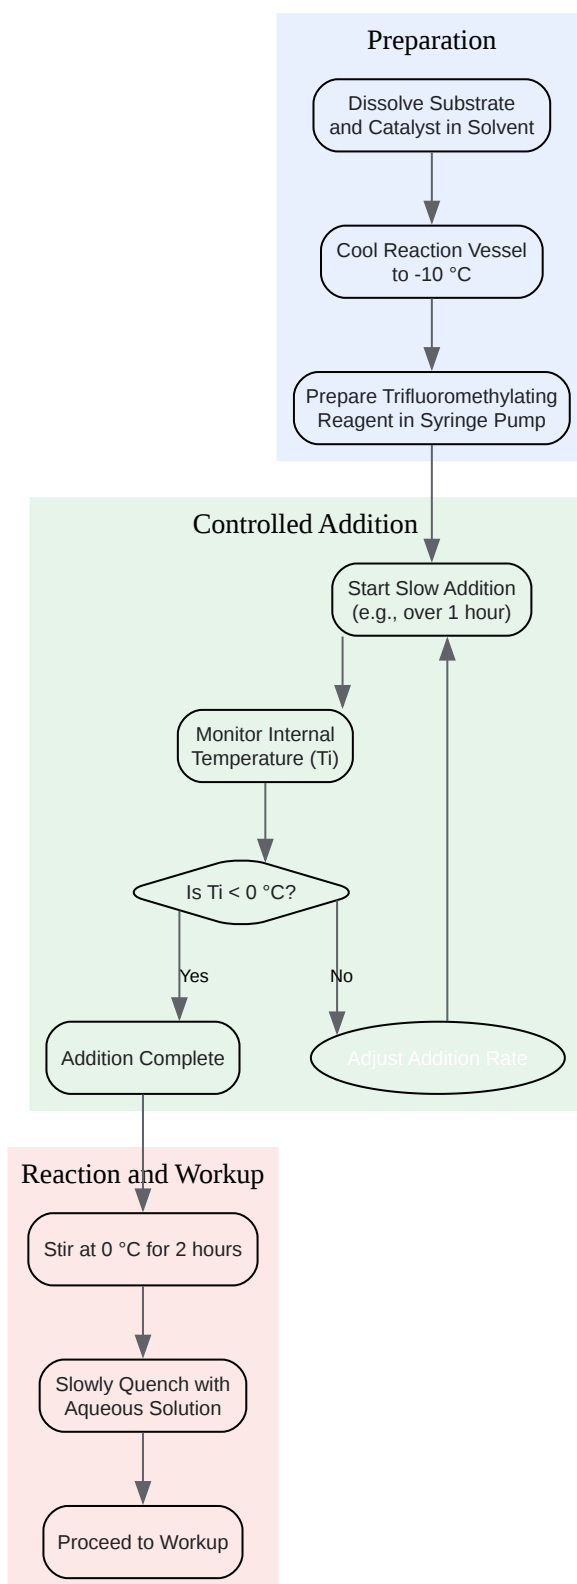 Preparation
Dissolve Substrate
and Catalyst in Solvent
Cool Reaction Vessel
to -10 °C
Prepare Trifluoromethylating
Reagent in Syringe Pump
Controlled Addition
Start Slow Addition
(e.g., over 1 hour)
Monitor Internal
Temperature (Ti)
Is Ti < 0 °C?
Yes
No
Addition Complete
Adjust Addition Rate
Reaction and Workup
Stir at 0 °C for 2 hours
Slowly Quench with
Aqueous Solution
Proceed to Workup